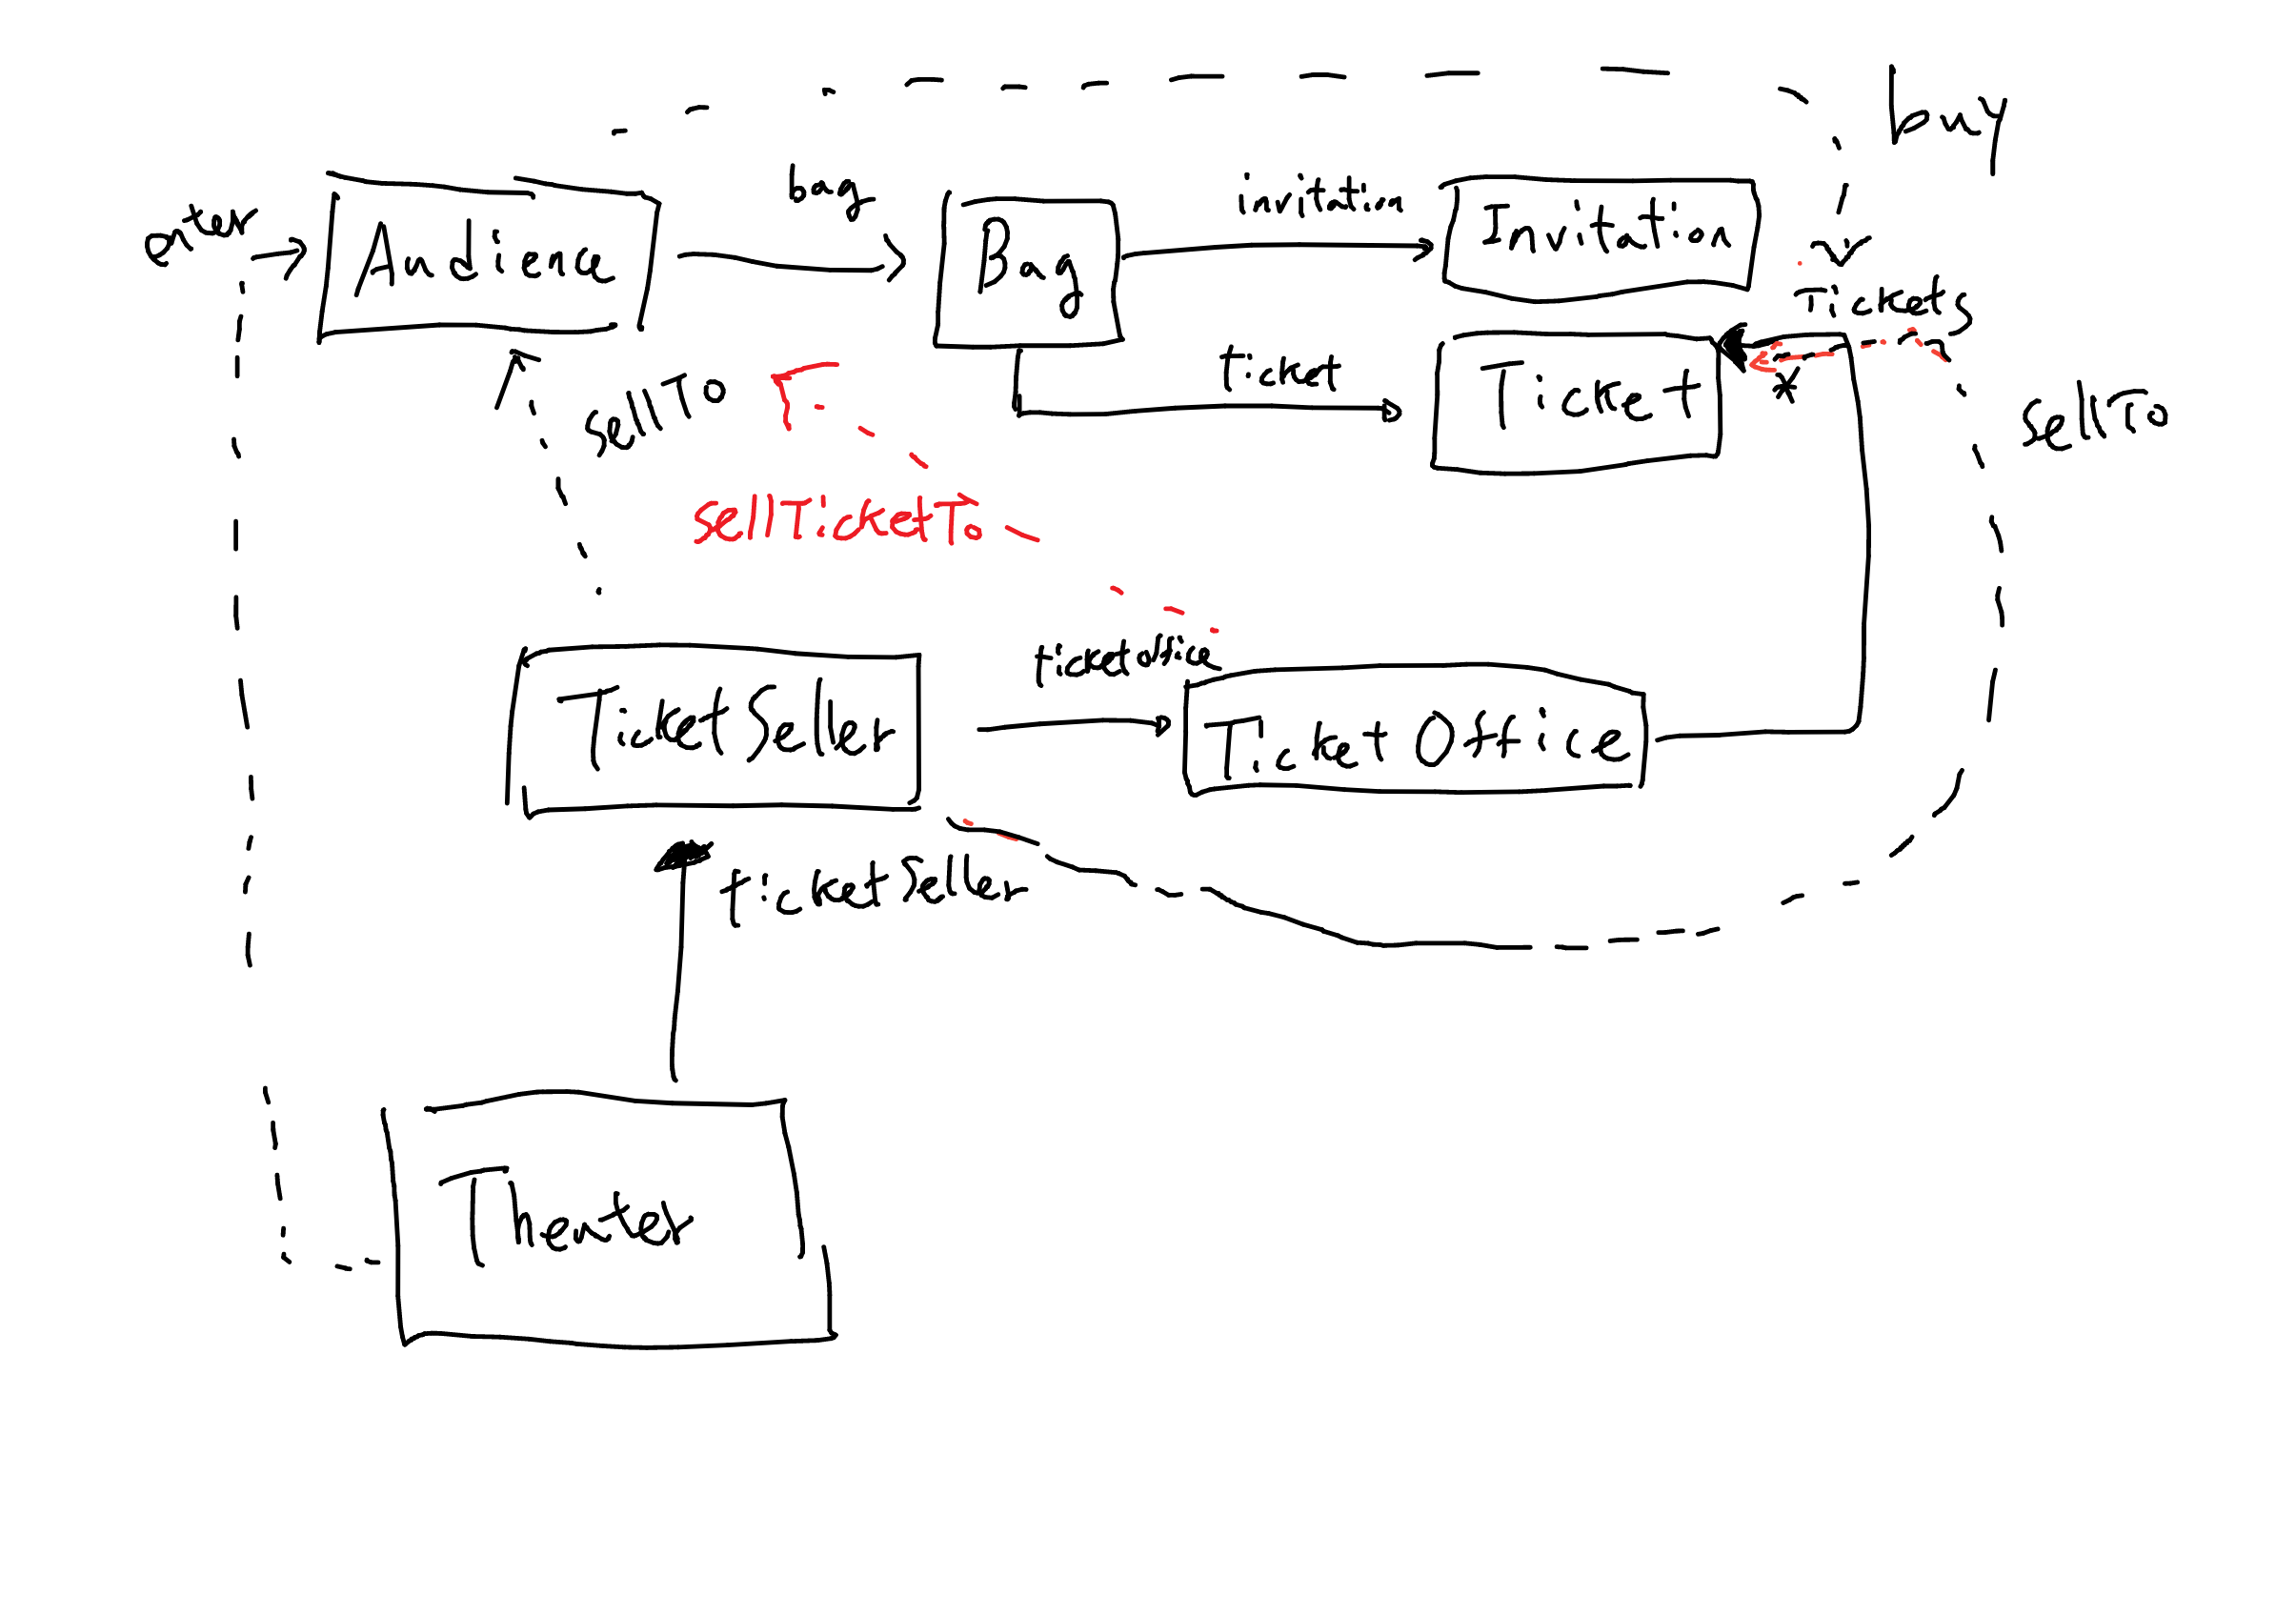 buy
enter
Audience
bag
Bag
invitation
Invitation
Tickets
ticket
Ticket
*
sellTo
sellTo
sellTicketTo
ticketoffice
TicketSeller
TicketOffice
ticketSeller
Theater